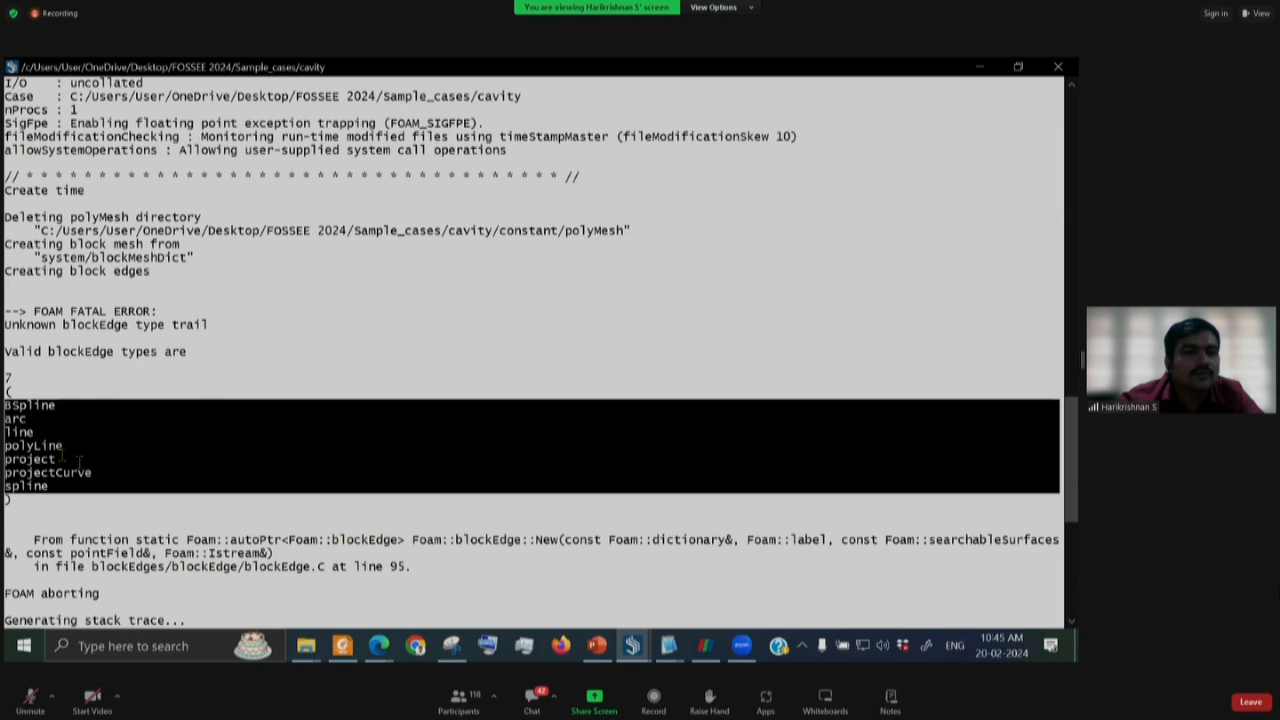 Recording
You are viewing Harikrishnan S' screen
View Options
Sign in
View
/c/Users/User/OneDrive/Desktop/FOSSEE 2024/Sample_cases/cavity
I/O    : uncollated
Case   : C:/Users/User/OneDrive/Desktop/FOSSEE 2024/Sample_cases/cavity
nProcs : 1
SigFpe : Enabling floating point exception trapping (FOAM_SIGFPE).
fileModificationChecking : Monitoring run-time modified files using timeStampMaster (fileModificationSkew 10)
allowSystemOperations : Allowing user-supplied system call operations
// * * * * * * * * * * * * * * * * * * * * * * * * * * * * * * * * * * * * * //
Create time
Deleting polyMesh directory
"C:/Users/User/OneDrive/Desktop/FOSSEE 2024/Sample_cases/cavity/constant/polyMesh"
Creating block mesh from
"system/blockMeshDict"
Creating block edges
--> FOAM FATAL ERROR:
Unknown blockEdge type trail
Valid blockEdge types are
7
(
BSpline
arc
line
polyLine
project
projectCurve
spline
)
From function static Foam::autoPtr<Foam::blockEdge> Foam::blockEdge::New(const Foam::dictionary&, Foam::label, const Foam::searchableSurfaces
&, const pointField&, Foam::Istream&)
in file blockEdges/blockEdge/blockEdge.C at line 95.
FOAM aborting
Generating stack trace...
Harikrishnan S
Type here to search
ENG
10:45 AM
20-02-2024
Unmute
Start Video
118
Participants
42
Chat
Share Screen
Record
Raise Hand
Apps
Whiteboards
Notes
Leave